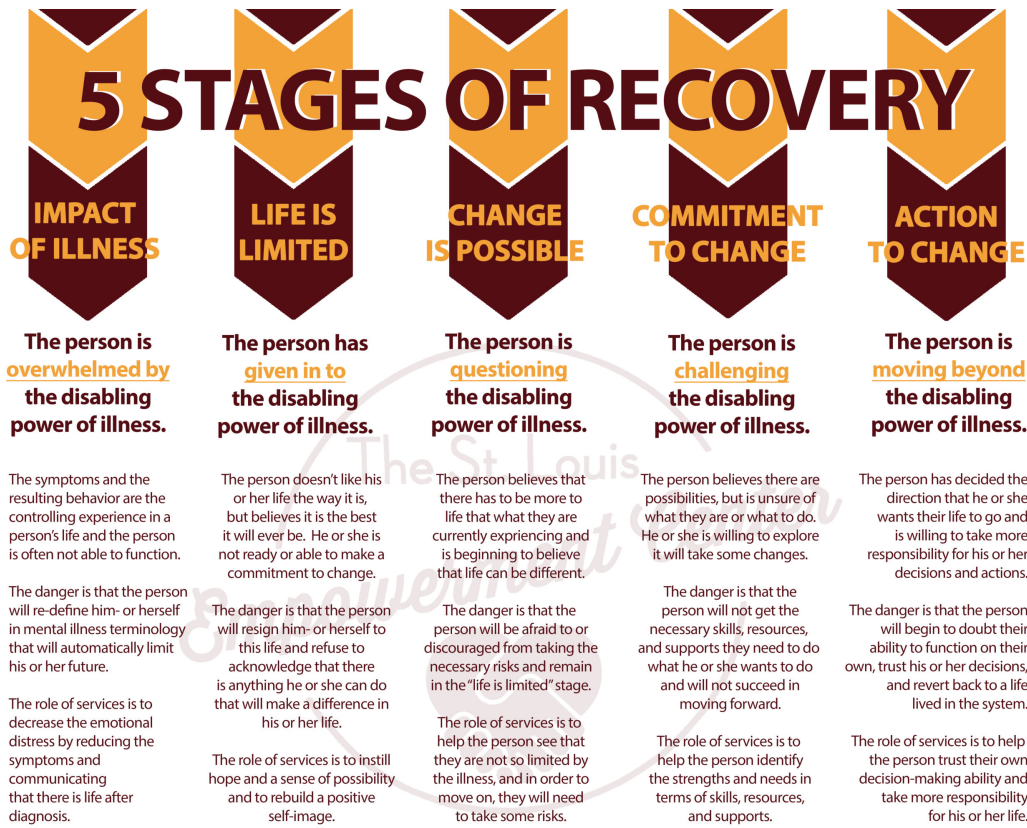 5 STAGES OF RECOVERY
IMPACT
OF ILLNESS
The person is
overwhelmed by
the disabling
power of illness.
The symptoms and the
resulting behavior are the
controlling experience in a
person's life and the person
is often not able to function.
The danger is that the person
will re-define him- or herself
in mental illness terminology
that will automatically limit
his or her future.
The role of services is to
decrease the emotional
distress by reducing the
symptoms and
communicating
that there is life after
diagnosis.
LIFE IS
LIMITED
The person has
given in to
the disabling
power of illness.
The person doesn't like his
or her life the way it is,
but believes it is the best
it will ever be. He or she is
not ready or able to make a
commitment to change.
The danger is that the person
will resign him- or herself to
this life and refuse to
acknowledge that there
is anything he or she can do
that will make a difference in
his or her life.
The role of services is to instill
hope and a sense of possibility
and to rebuild a positive
self-image.
CHANGE
IS POSSIBLE
The person is
questioning
the disabling
power of illness.
The person believes that
there has to be more to
life that what they are
currently expriencing and
is beginning to believe
that life can be different.
The danger is that the
person will be afraid to or
discouraged from taking the
necessary risks and remain
in the "life is limited" stage.
The role of services is to
help the person see that
they are not so limited by
the illness, and in order to
move on, they will need
to take some risks.
COMMITMENT
TO CHANGE
The person is
challenging
the disabling
power of illness.
The person believes there are
possibilities, but is unsure of
what they are or what to do.
He or she is willing to explore
it will take some changes.
The danger is that the
person will not get the
necessary skills, resources,
and supports they need to do
what he or she wants to do
and will not succeed in
moving forward.
The role of services is to
help the person identify
the strengths and needs in
terms of skills, resources,
and supports.
ACTION
TO CHANGE
The person is
moving beyond
the disabling
power of illness.
The person has decided the
direction that he or she
wants their life to go and
is willing to take more
responsibility for his or her
decisions and actions.
The danger is that the person
will begin to doubt their
ability to function on their
own, trust his or her decisions,
and revert back to a life
lived in the system.
The role of services is to help
the person trust their own
decision-making ability and
take more responsibility
for his or her life.
The St. Louis
Empowerment Center